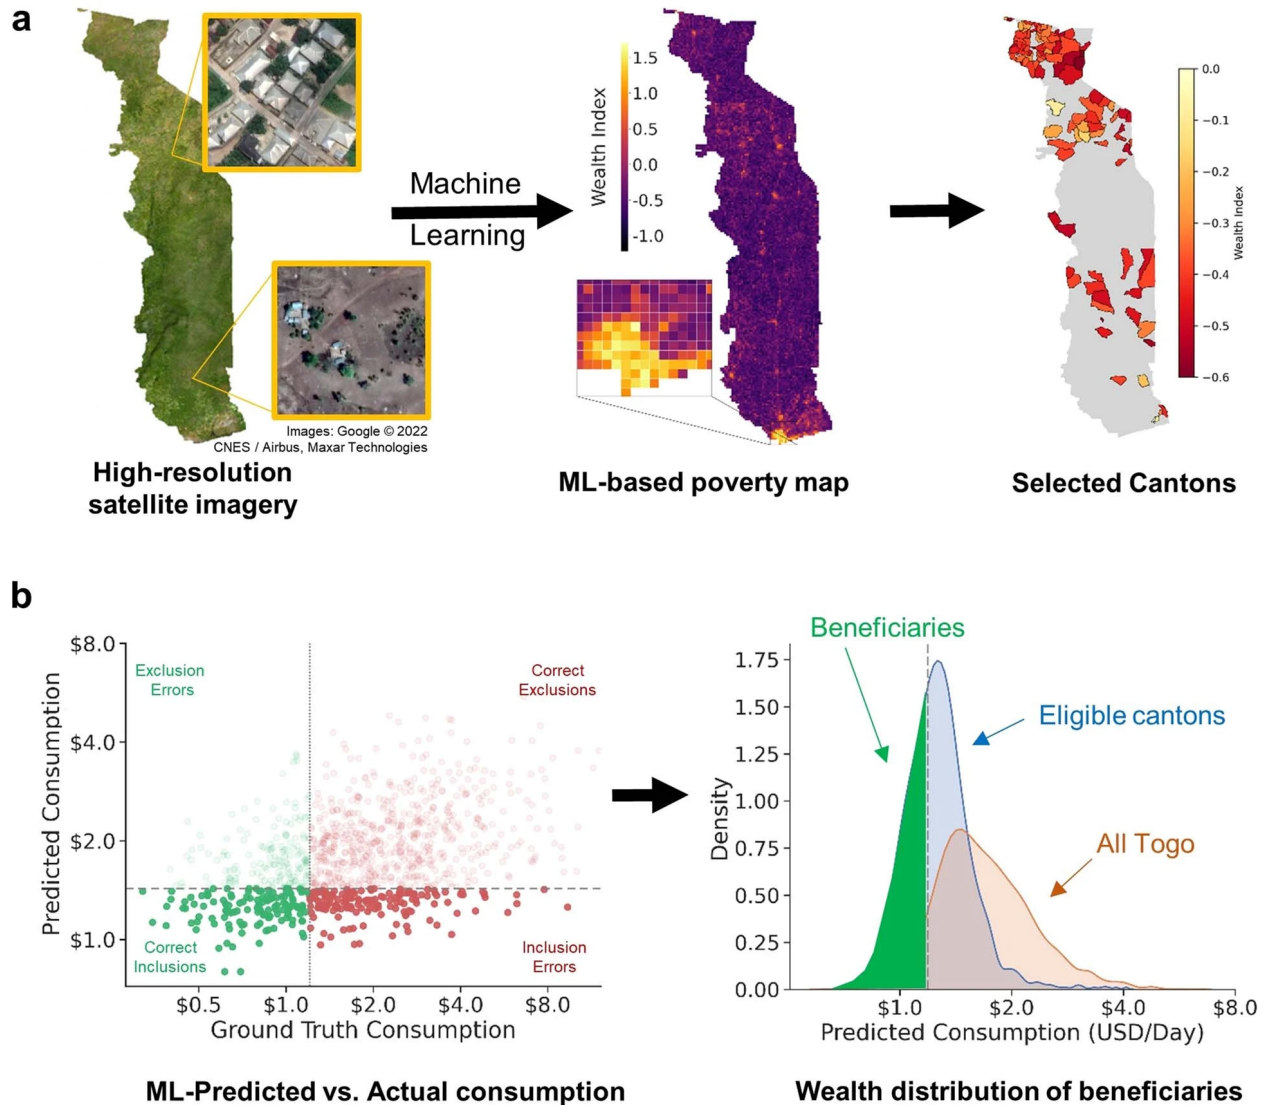 a
Machine
Learning
Wealth Index
1.5
1.0
0.5
0.0
-0.5
-1.0
0.0
−0.1
−0.2
−0.3
−0.4
−0.5
−0.6
Wealth Index
Images: Google © 2022
CNES / Airbus, Maxar Technologies
High-resolution
satellite imagery
ML-based poverty map
Selected Cantons
b
Predicted Consumption
$8.0
$4.0
$2.0
$1.0
Exclusion
Errors
Correct
Exclusions
Correct
Inclusions
Inclusion
Errors
$0.5
$1.0
$2.0
$4.0
$8.0
Ground Truth Consumption
ML-Predicted vs. Actual consumption
Beneficiaries
Eligible cantons
All Togo
Density
1.75
1.50
1.25
1.00
0.75
0.50
0.25
0.00
$1.0
$2.0
$4.0
$8.0
Predicted Consumption (USD/Day)
Wealth distribution of beneficiaries